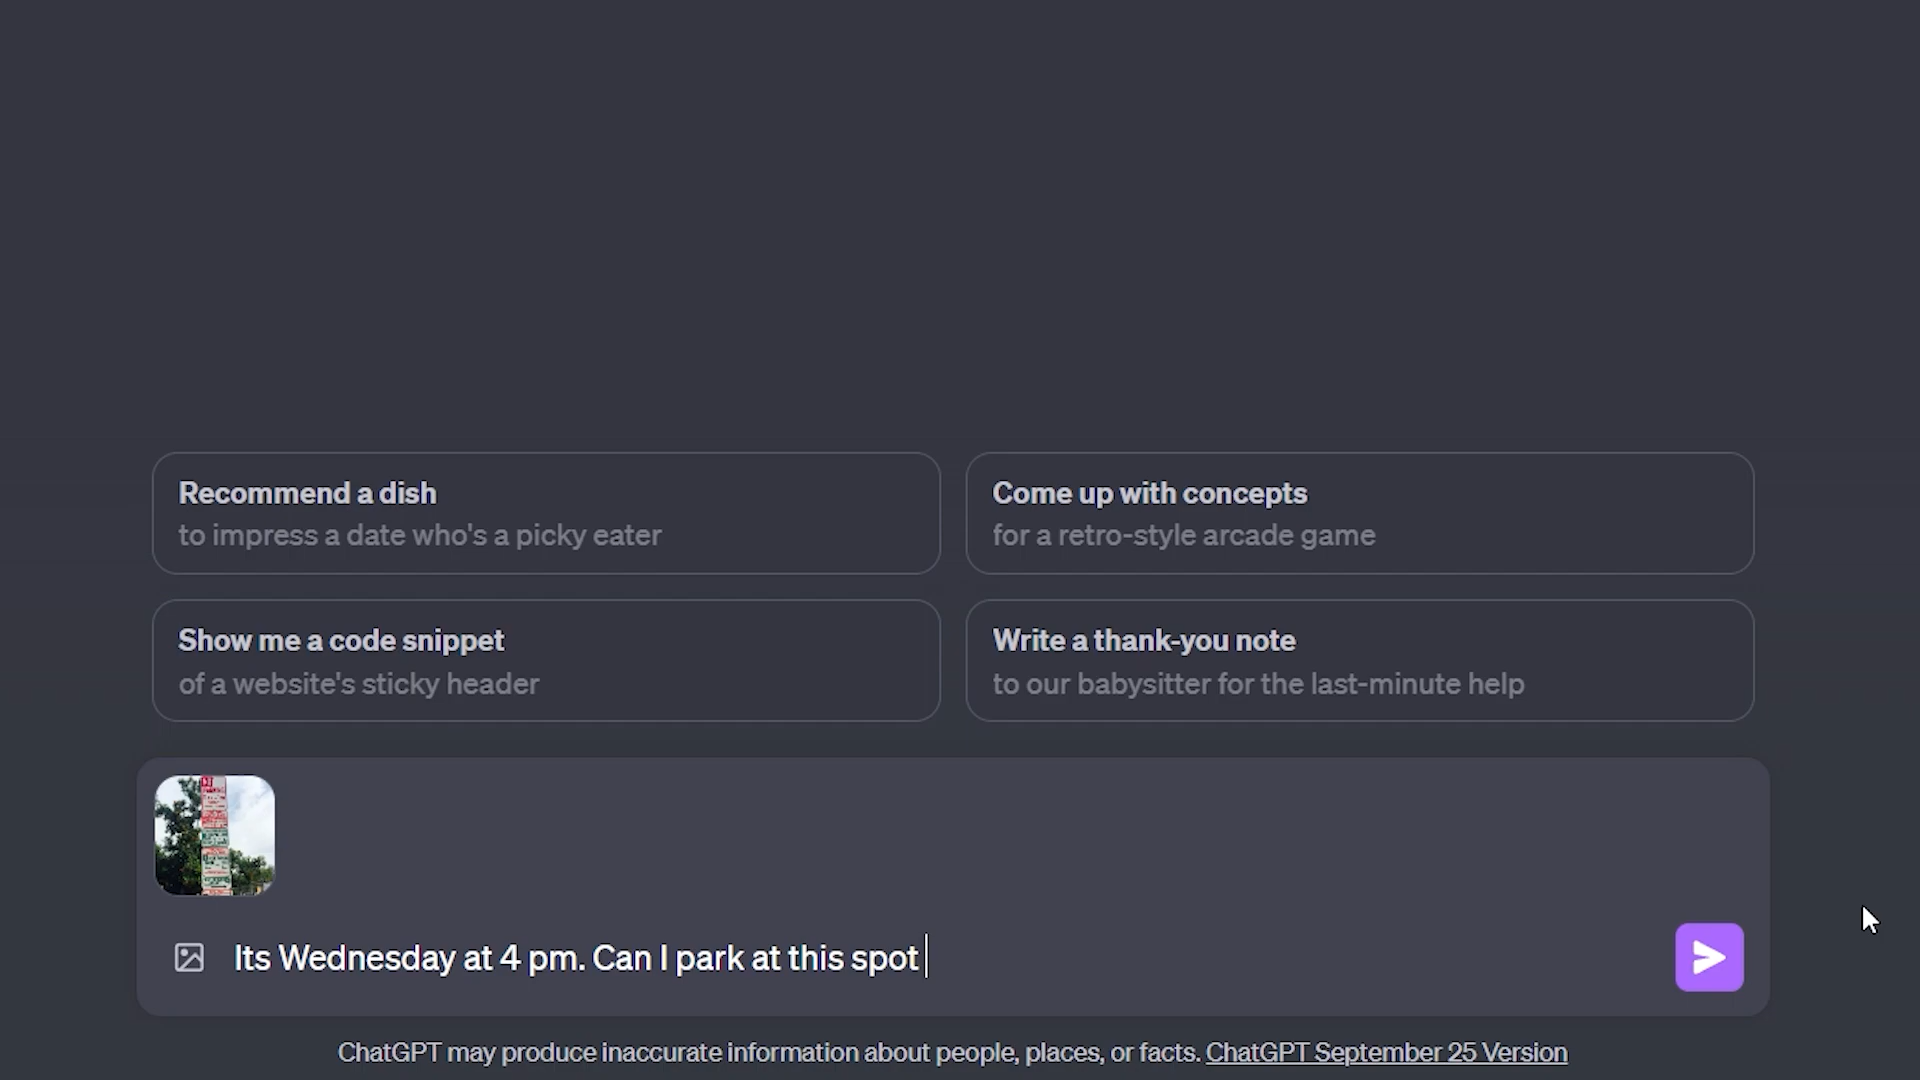 Recommend a dish
to impress a date who's a picky eater
Come up with concepts
for a retro-style arcade game
Show me a code snippet
of a website's sticky header
Write a thank-you note
to our babysitter for the last-minute help
Its Wednesday at 4 pm. Can I park at this spot
ChatGPT may produce inaccurate information about people, places, or facts. ChatGPT September 25 Version